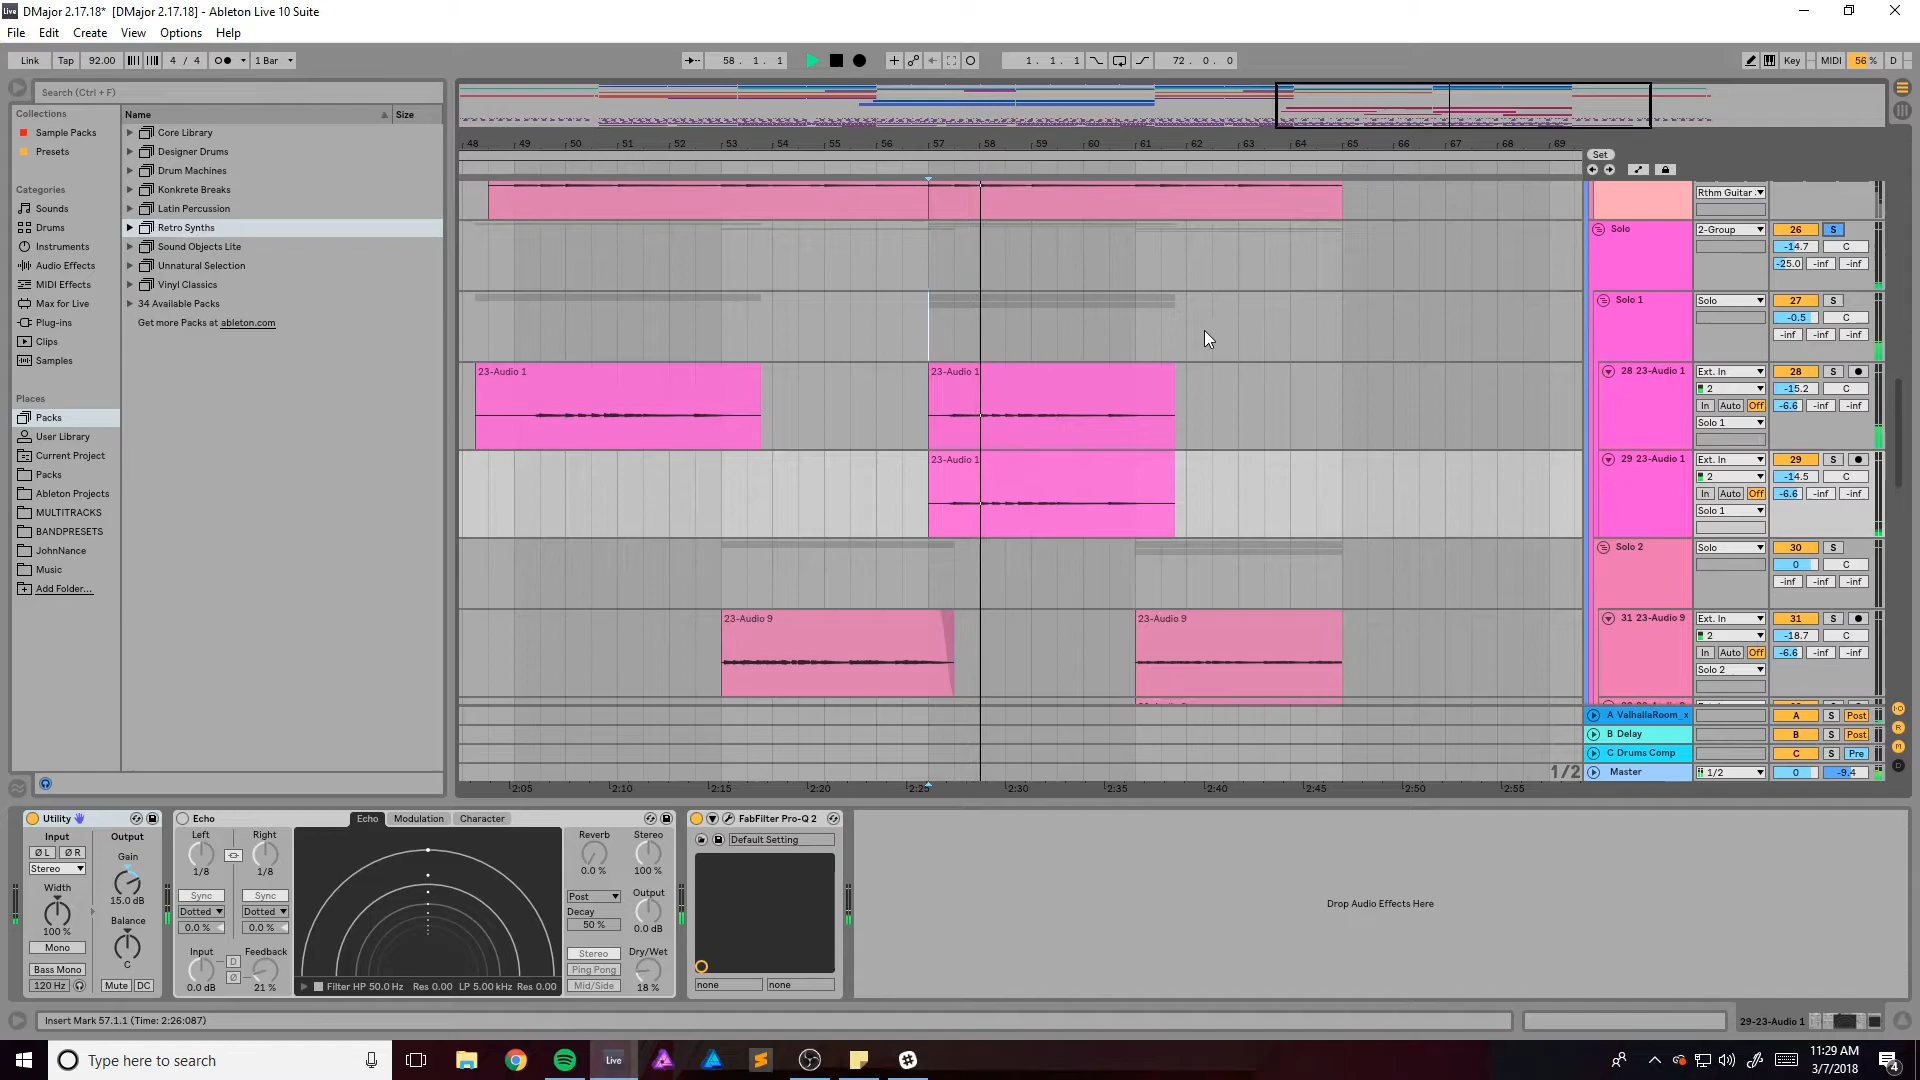 DMajor 2.17.18* [DMajor 2.17.18] - Ableton Live 10 Suite
File Edit Create View Options Help
Link Tap 92.00 4 / 4 1 Bar 58. 1. 1 1. 1. 1 72. 0. 0 Key MIDI 56 % D
Search (Ctrl + F)
Collections
Sample Packs
Presets
Categories
Sounds
Drums
Instruments
Audio Effects
MIDI Effects
Max for Live
Plug-ins
Clips
Samples
Places
Packs
User Library
Current Project
Packs
Ableton Projects
MULTITRACKS
BANDPRESETS
JohnNance
Music
Add Folder...
Name Size
Core Library
Designer Drums
Drum Machines
Konkrete Breaks
Latin Percussion
Retro Synths
Sound Objects Lite
Unnatural Selection
Vinyl Classics
34 Available Packs
Get more Packs at ableton.com
48 49 50 51 52 53 54 55 56 57 58 59 60 61 62 63 64 65 66 67 68 69
Set
Rthm Guitar
Solo 2-Group 26 S
-14.7 C
-25.0 -inf -inf
Solo 1 Solo 27 S
-0.5 C
-inf -inf
23-Audio 1 23-Audio 1 28 23-Audio 1 Ext. In 28 S
2 -15.2 C
In Auto Off -6.6 -inf -inf
Solo 1
23-Audio 1 29 23-Audio 1 Ext. In 29 S
2 -14.5 C
In Auto Off -6.6 -inf -inf
Solo 1
Solo 2 Solo 30 S
0 C
-inf -inf
23-Audio 9 23-Audio 9 31 23-Audio 9 Ext. In 31 S
2 -18.7 C
In Auto Off -6.6 -inf -inf
Solo 2
A ValhallaRoom_x A S Post
B Delay B S Post
C Drums Comp C S Pre
1/2 Master 1/2 0 -9.4
2:05 2:10 2:15 2:20 2:25 2:30 2:35 2:40 2:45 2:50 2:55
Utility
Input Output
Ø L Ø R Gain
Stereo
Width 15.0 dB
Balance
100 %
Mono C
Bass Mono
120 Hz Mute DC
Echo Echo Modulation Character
Left Right
1/8 1/8
Sync Sync
Dotted Dotted
0.0 % 0.0 %
Input D Feedback
Ø
0.0 dB 21 %
Filter HP 50.0 Hz Res 0.00 LP 5.00 kHz Res 0.00
Reverb Stereo
0.0 % 100 %
Post Output
Decay
50 % 0.0 dB
Stereo Dry/Wet
Ping Pong
Mid/Side 18 %
FabFilter Pro-Q 2
Default Setting
none none
Drop Audio Effects Here
Insert Mark 57.1.1 (Time: 2:26:087)
29-23-Audio 1
Type here to search
Live
11:29 AM
3/7/2018
4